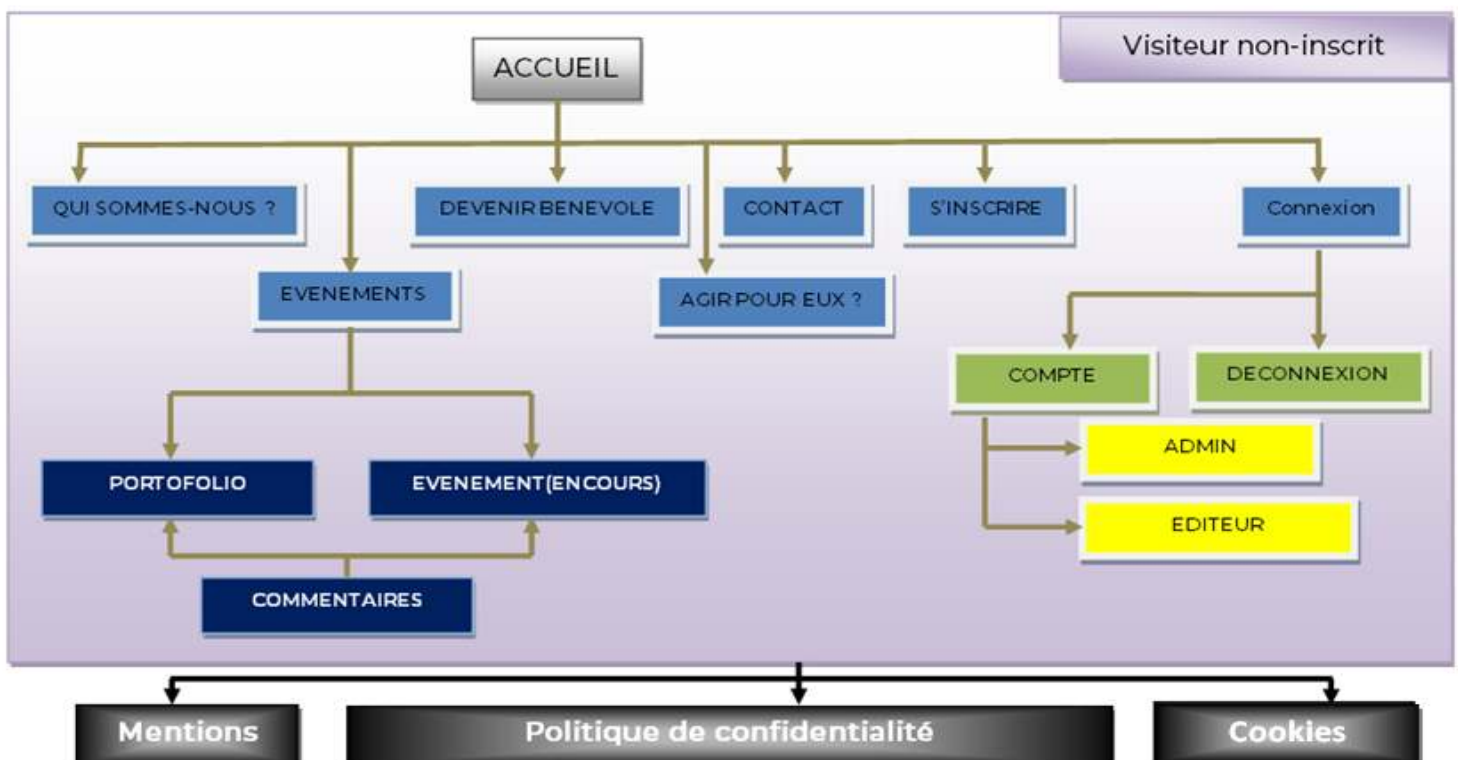 Visiteur non-inscrit
ACCUEIL
QUI SOMMES-NOUS ?
DEVENIR BENEVOLE
CONTACT
S'INSCRIRE
Connexion
EVENEMENTS
AGIR POUR EUX ?
COMPTE
DECONNEXION
ADMIN
PORTOFOLIO
EVENEMENT(ENCOURS)
EDITEUR
COMMENTAIRES
Mentions
Politique de confidentialité
Cookies